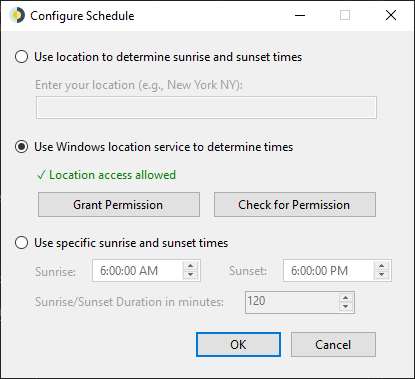 Configure Schedule
Use location to determine sunrise and sunset times
Enter your location (e.g., New York NY):
Use Windows location service to determine times
✓ Location access allowed
Grant Permission Check for Permission
Use specific sunrise and sunset times
Sunrise: 6:00:00 AM Sunset: 6:00:00 PM
Sunrise/Sunset Duration in minutes: 120
OK Cancel